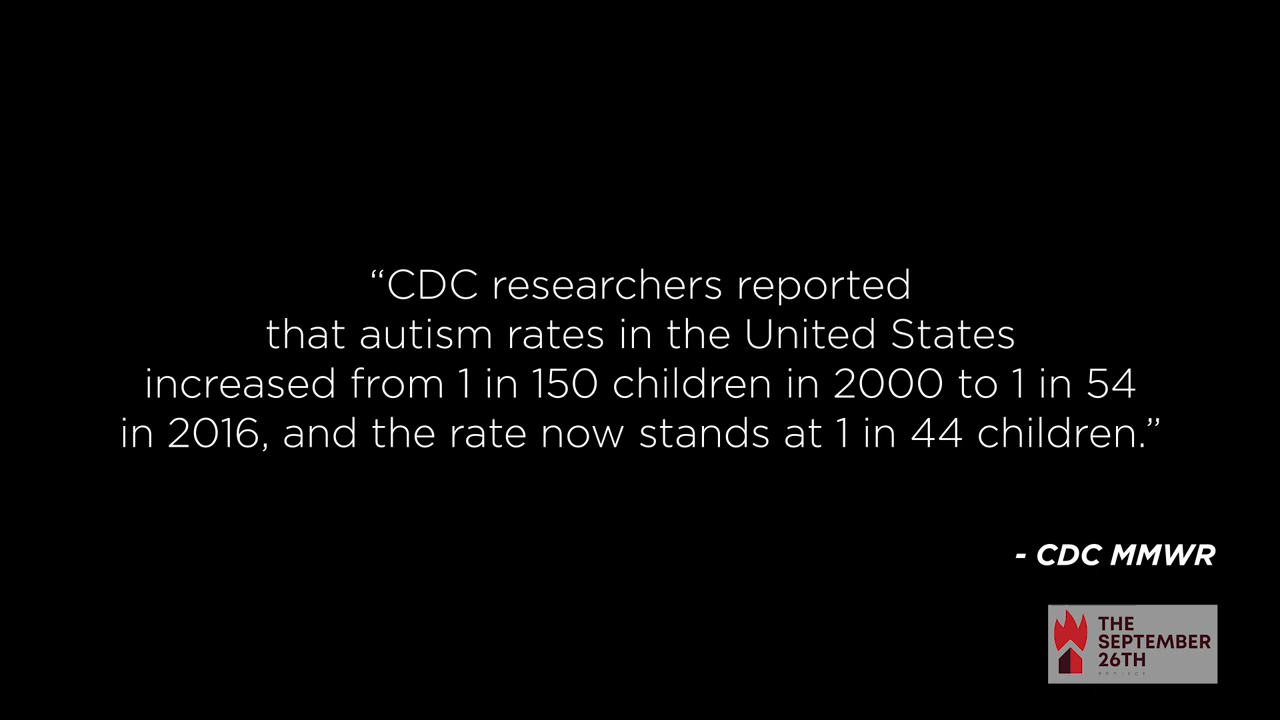 “CDC researchers reported
that autism rates in the United States
increased from 1 in 150 children in 2000 to 1 in 54
in 2016, and the rate now stands at 1 in 44 children.”
- CDC MMWR
THE
SEPTEMBER
26TH
PROJECT